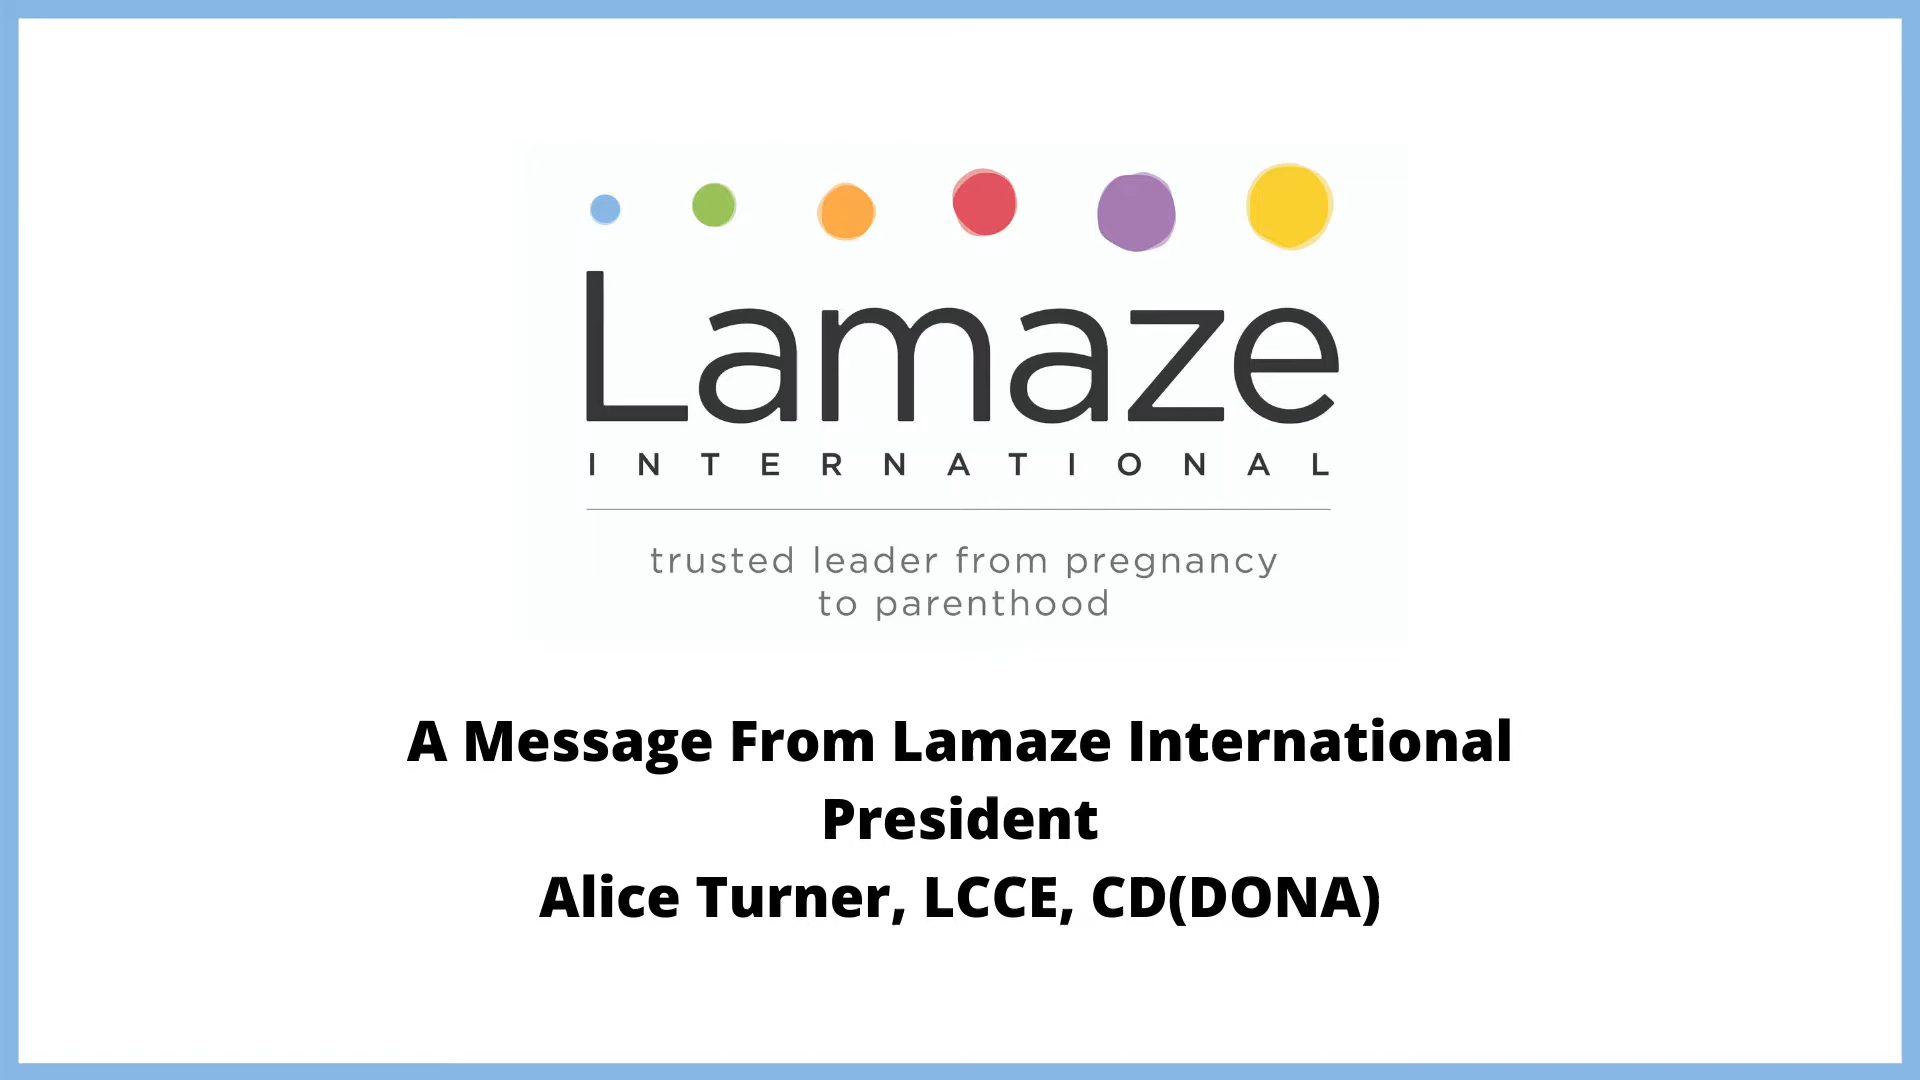 Lamaze
INTERNATIONAL
trusted leader from pregnancy
to parenthood
A Message From Lamaze International
President
Alice Turner, LCCE, CD(DONA)